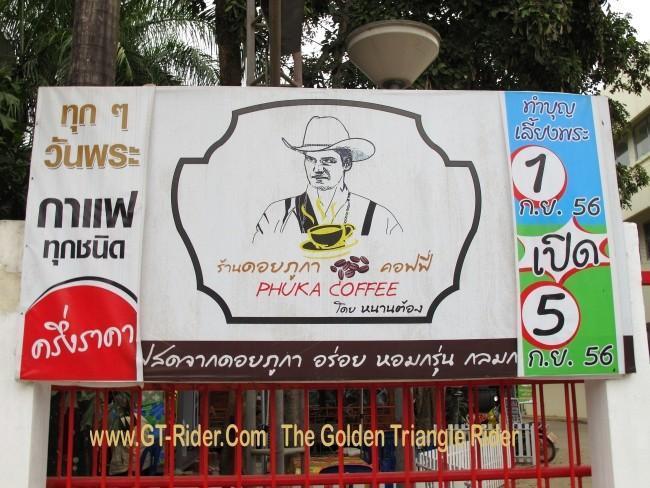 ทุก ๆ
วันพระ
กาแฟ
ทุกชนิด
ครึ่งราคา
ร้านดอยภูคา คอฟฟี่
PHUKA COFFEE
โดย หนานต้อง
สดจากดอยภูคา อร่อย หอมกรุ่น กลมก
ทำบุญ
เลี้ยงพระ
1
ก.ย. 56
เปิด
5
ก.ย. 56
www.GT-Rider.Com The Golden Triangle Rider